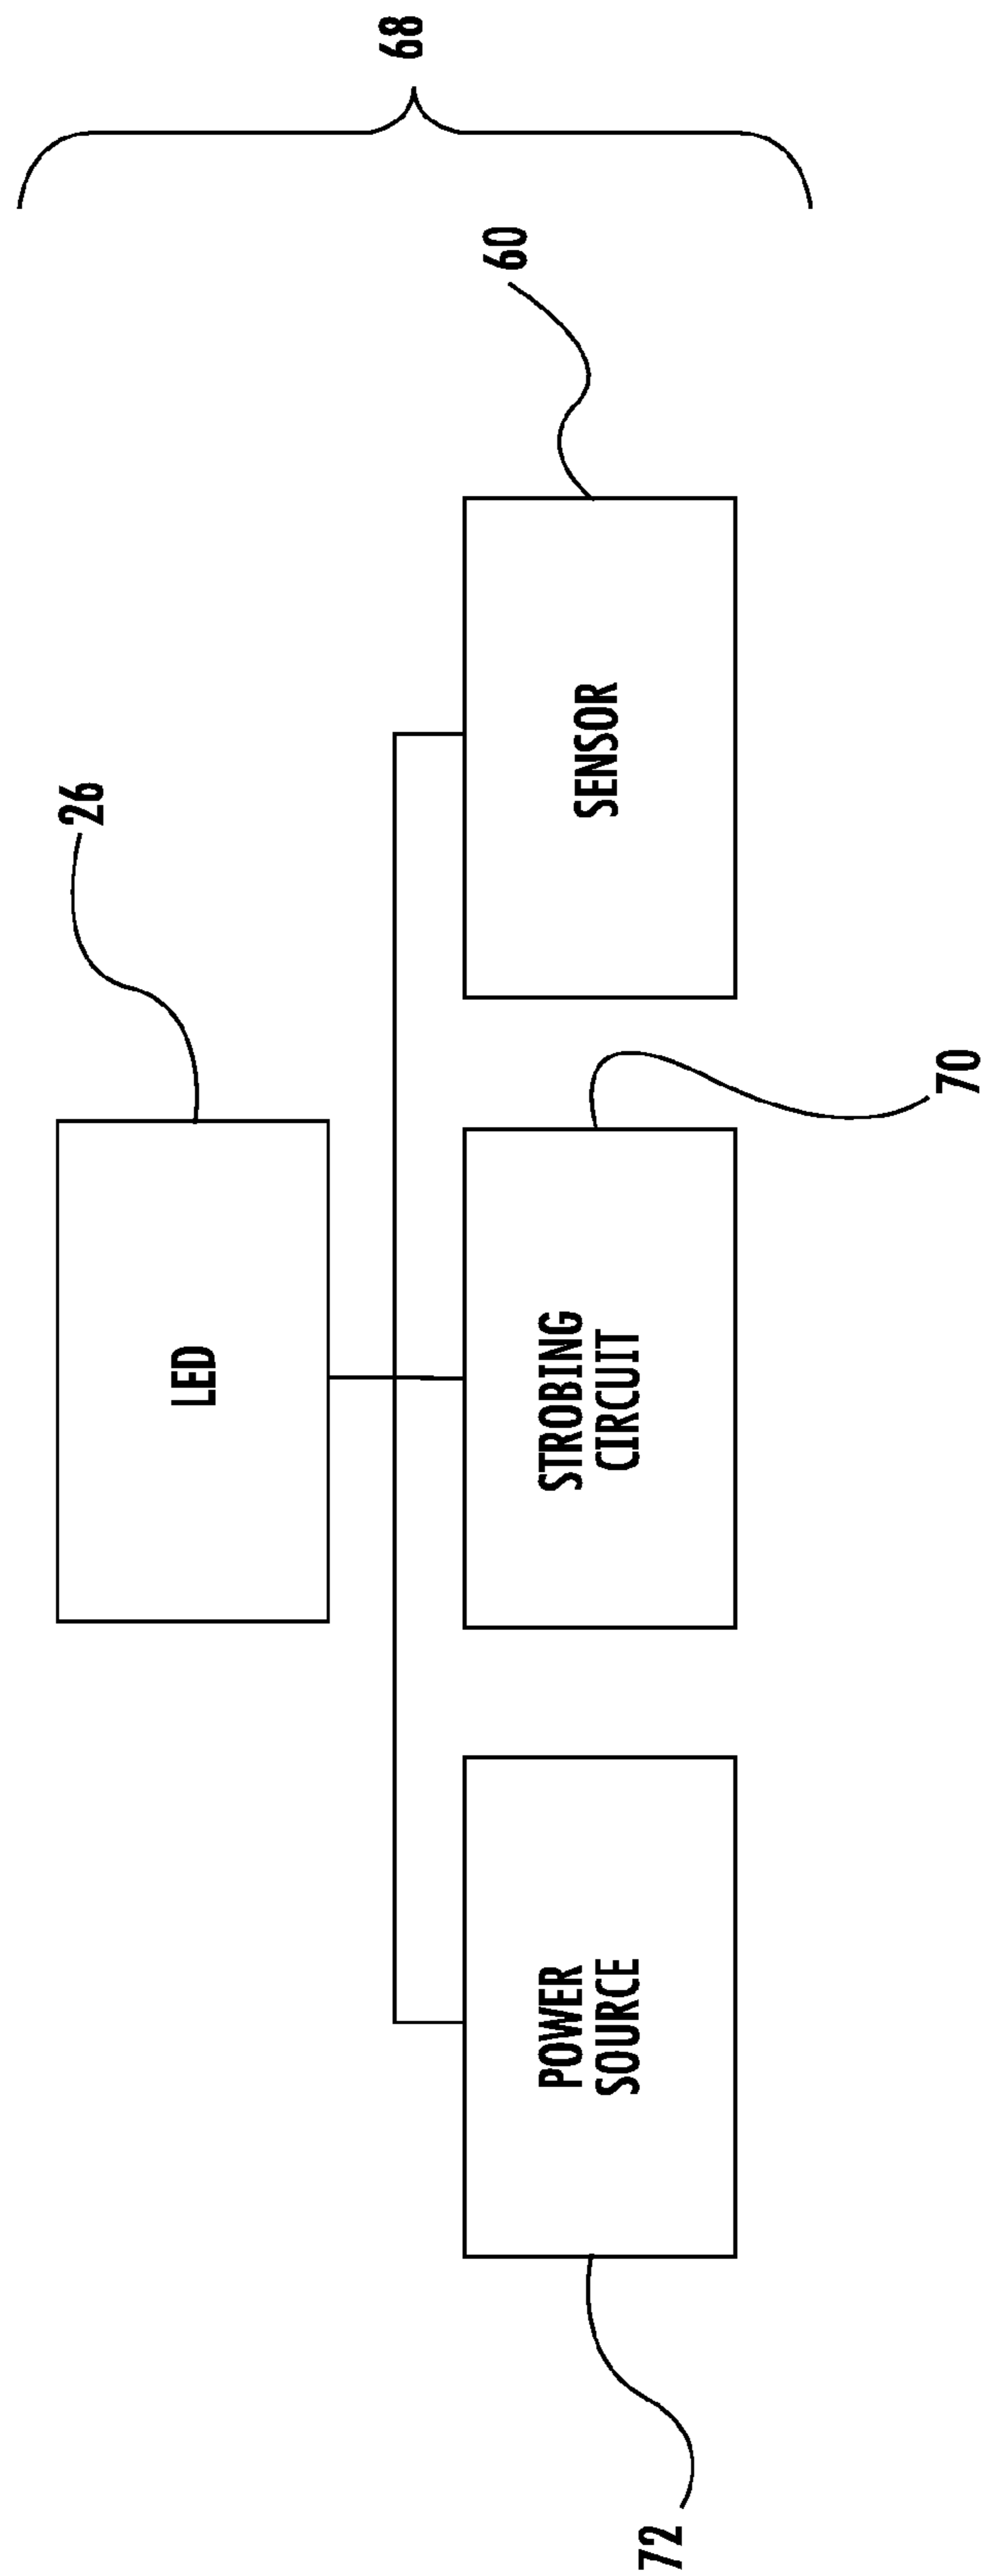 68
26
LED
60
72
POWER
SOURCE
STROBING
CIRCUIT
SENSOR
70